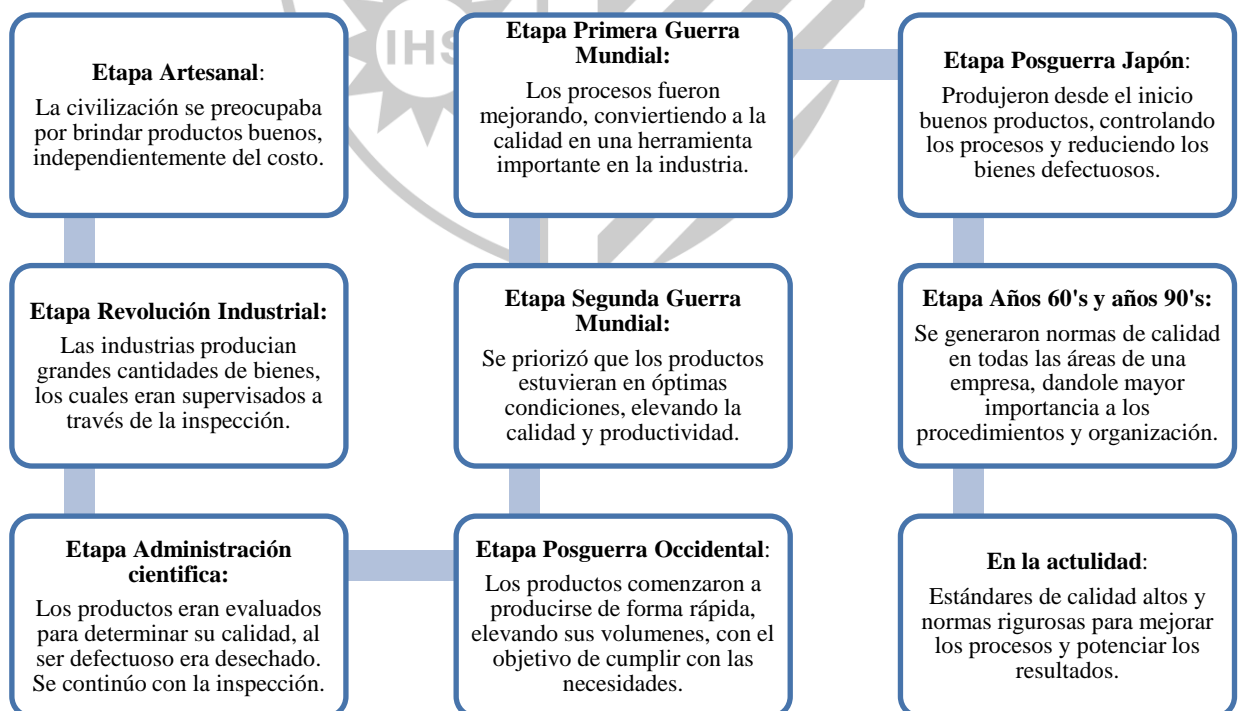 Etapa Artesanal:
La civilización se preocupaba
por brindar productos buenos,
independientemente del costo.
Etapa Revolución Industrial:
Las industrias producian
grandes cantidades de bienes,
los cuales eran supervisados a
través de la inspección.
Etapa Administración
cientifica:
Los productos eran evaluados
para determinar su calidad, al
ser defectuoso era desechado.
Se continúo con la inspección.
Etapa Posguerra Occidental:
Los productos comenzaron a
producirse de forma rápida,
elevando sus volumenes, con el
objetivo de cumplir con las
necesidades.
Etapa Segunda Guerra
Mundial:
Se priorizó que los productos
estuvieran en óptimas
condiciones, elevando la
calidad y productividad.
Etapa Primera Guerra
Mundial:
Los procesos fueron
mejorando, conviertiendo a la
calidad en una herramienta
importante en la industria.
Etapa Posguerra Japón:
Produjeron desde el inicio
buenos productos, controlando
los procesos y reduciendo los
bienes defectuosos.
Etapa Años 60's y años 90's:
Se generaron normas de calidad
en todas las áreas de una
empresa, dandole mayor
importancia a los
procedimientos y organización.
En la actulidad:
Estándares de calidad altos y
normas rigurosas para mejorar
los procesos y potenciar los
resultados.